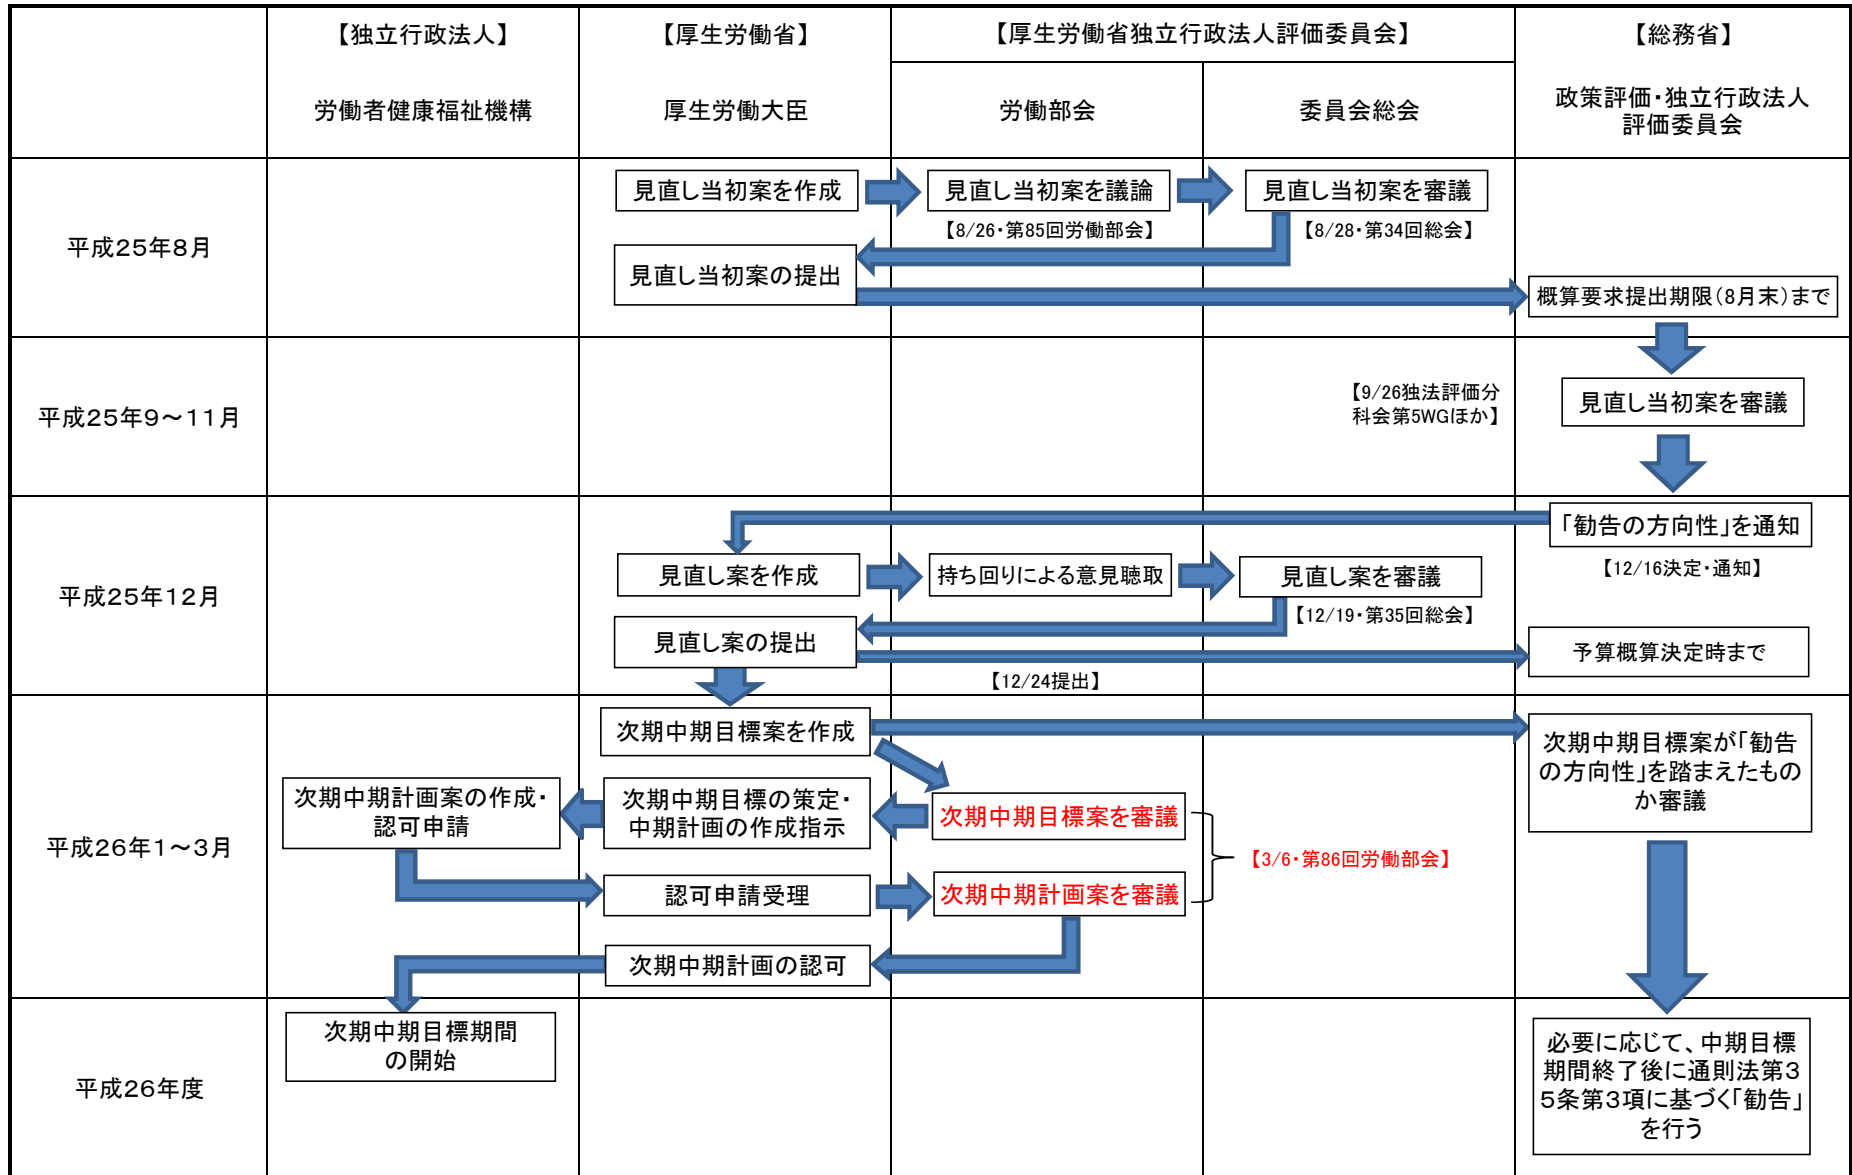 【独立行政法人】
労働者健康福祉機構
【厚生労働省】
厚生労働大臣
【厚生労働省独立行政法人評価委員会】
労働部会
委員会総会
【総務省】
政策評価・独立行政法人
評価委員会
平成25年8月
見直し当初案を作成
見直し当初案を議論
【8/26・第85回労働部会】
見直し当初案を審議
【8/28・第34回総会】
見直し当初案の提出
概算要求提出期限(8月末)まで
平成25年9~11月
【9/26独法評価分
科会第5WGほか】
見直し当初案を審議
平成25年12月
「勧告の方向性」を通知
【12/16決定・通知】
見直し案を作成
持ち回りによる意見聴取
見直し案を審議
【12/19・第35回総会】
見直し案の提出
【12/24提出】
予算概算決定時まで
平成26年1~3月
次期中期目標案を作成
次期中期目標案が「勧告
の方向性」を踏まえたもの
か審議
次期中期計画案の作成・
認可申請
次期中期目標の策定・
中期計画の作成指示
次期中期目標案を審議
【3/6・第86回労働部会】
認可申請受理
次期中期計画案を審議
次期中期計画の認可
平成26年度
次期中期目標期間
の開始
必要に応じて、中期目標
期間終了後に通則法第3
5条第3項に基づく「勧告」
を行う